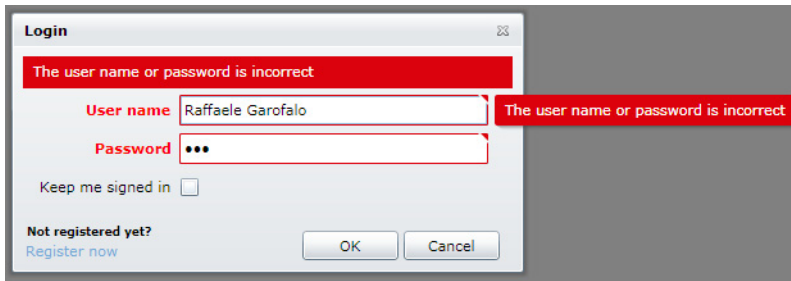 Login
The user name or password is incorrect
User name Raffaele Garofalo
The user name or password is incorrect
Password •••
Keep me signed in
Not registered yet?
Register now
OK Cancel